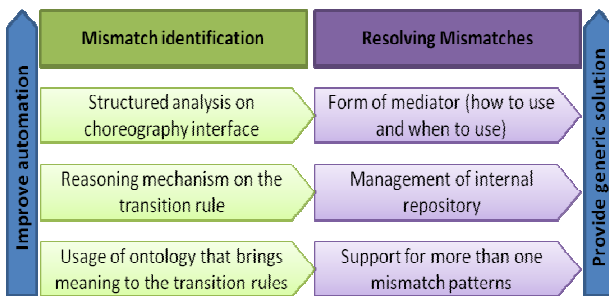 Improve automation
Mismatch identification
Resolving Mismatches
Structured analysis on
choreography interface
Form of mediator (how to use
and when to use)
Reasoning mechanism on the
transition rule
Management of internal
repository
Usage of ontology that brings
meaning to the transition rules
Support for more than one
mismatch patterns
Provide generic solution